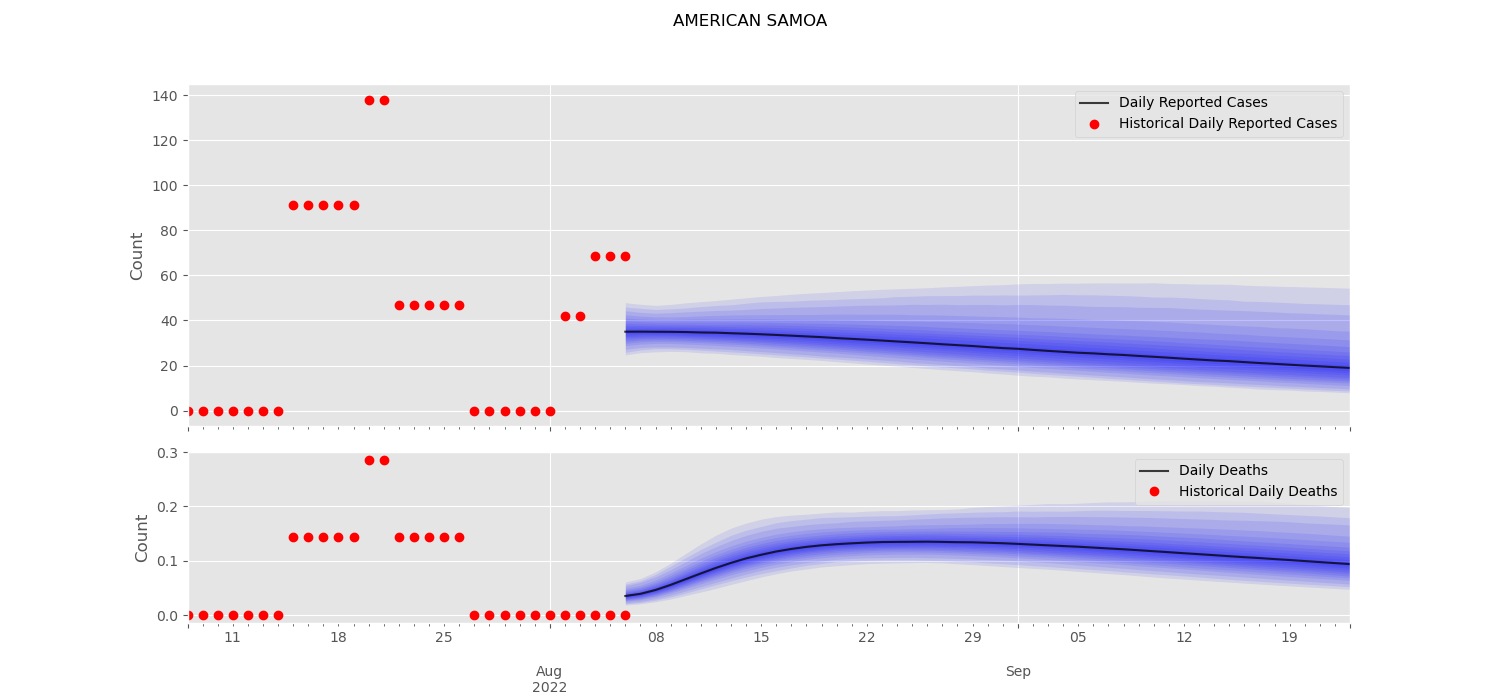 AMERICAN SAMOA
140
120
100
80
60
40
20
0
Count
Daily Reported Cases
Historical Daily Reported Cases
0.3
0.2
0.1
0.0
Count
Daily Deaths
Historical Daily Deaths
11 18 25 08 15 22 29 05 12 19
Aug Sep
2022